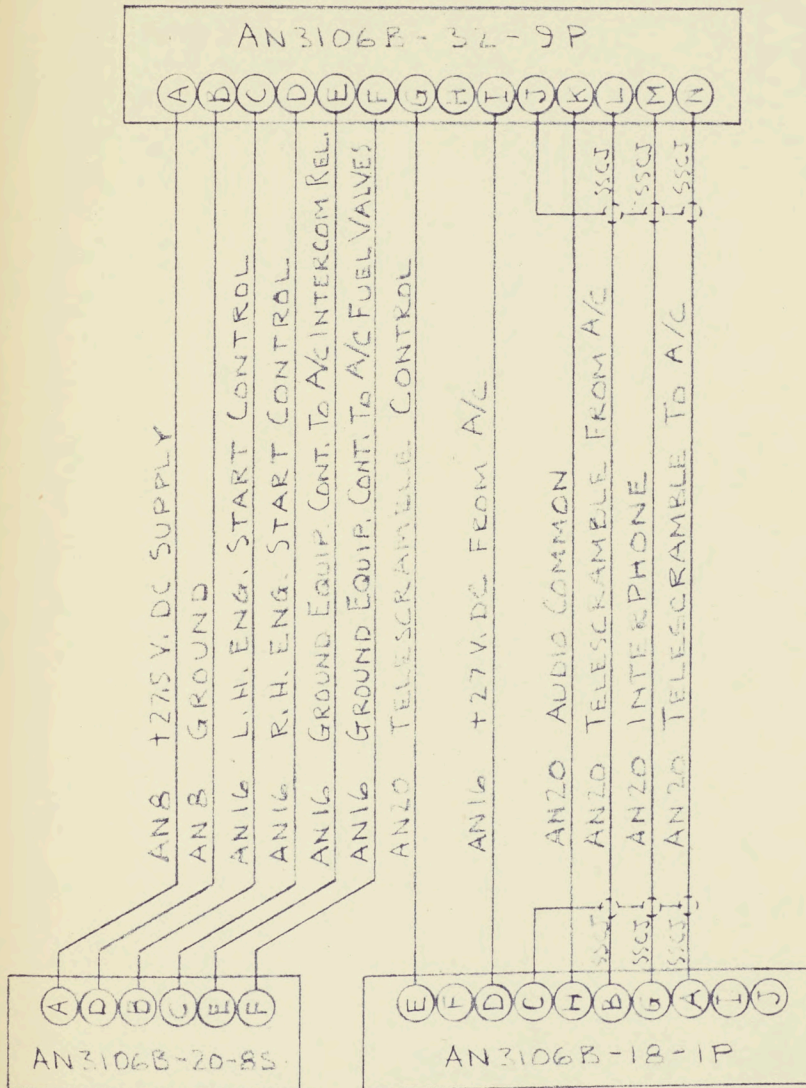 AN3106B-32-9P
A B C D E F G H I J K L M N
SSCJ
SSCJ
SSCJ
AN8 +27.5 V. DC SUPPLY
AN8 GROUND
AN16 L.H. ENG. START CONTROL
AN16 R.H. ENG. START CONTROL
AN16 GROUND EQUIP. CONT. TO A/C INTERCOM REL.
AN16 GROUND EQUIP. CONT. TO A/C FUEL VALVES
AN20 TELESCRAMBLE CONTROL
AN16 +27 V. DC FROM A/C
AN20 AUDIO COMMON
AN20 TELESCRAMBLE FROM A/C
AN20 INTERPHONE
AN20 TELESCRAMBLE TO A/C
SSCJ
SSCJ
SSCJ
A D B C E F
AN3106B-20-8S
E F D C H B G A I J
AN3106B-18-1P